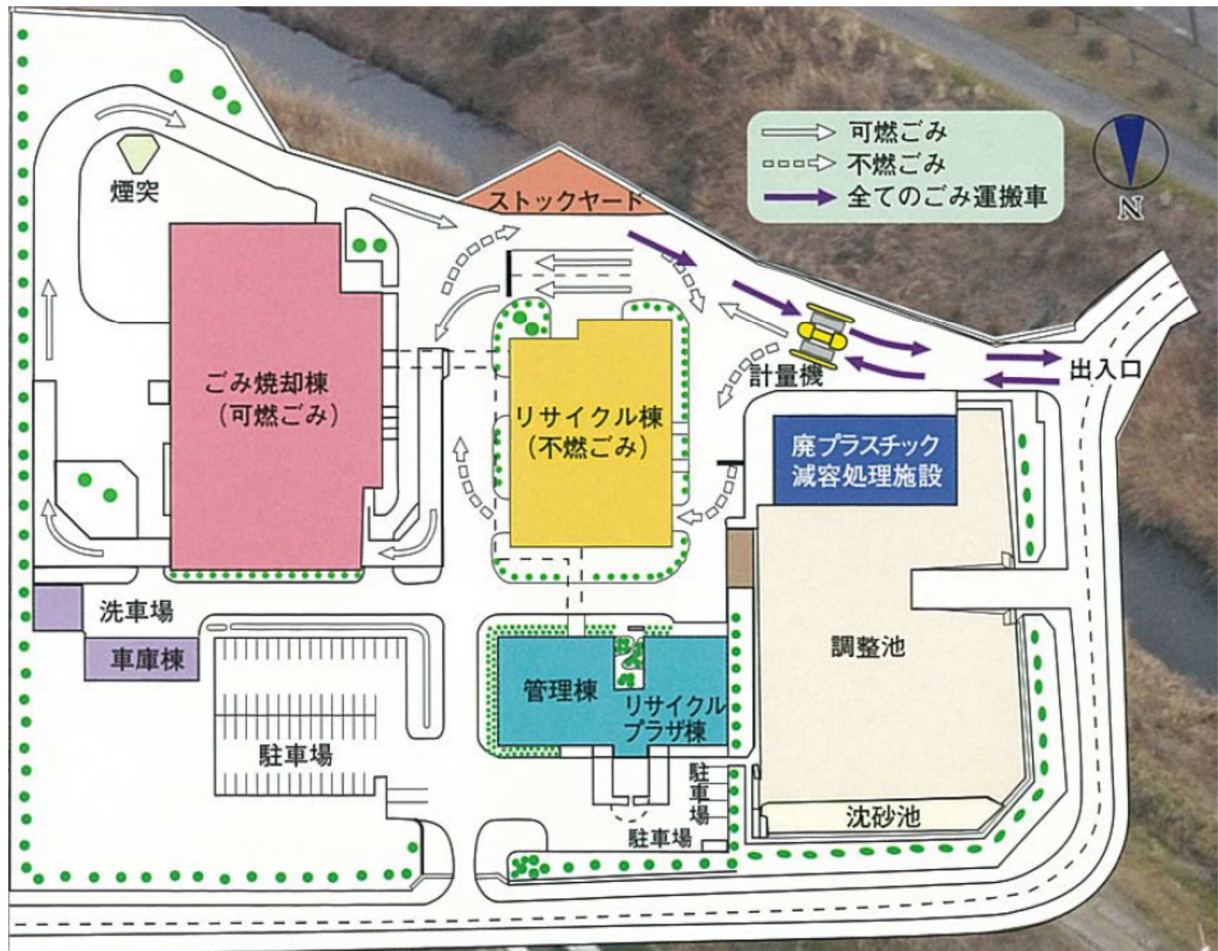 可燃ごみ
不燃ごみ
全てのごみ運搬車
N
煙突
ストックヤード
計量機
出入口
ごみ焼却棟
(可燃ごみ)
リサイクル棟
(不燃ごみ)
廃プラスチック
減容処理施設
洗車場
車庫棟
調整池
管理棟
リサイクル
プラザ棟
駐車場
駐
車
場
駐車場
沈砂池